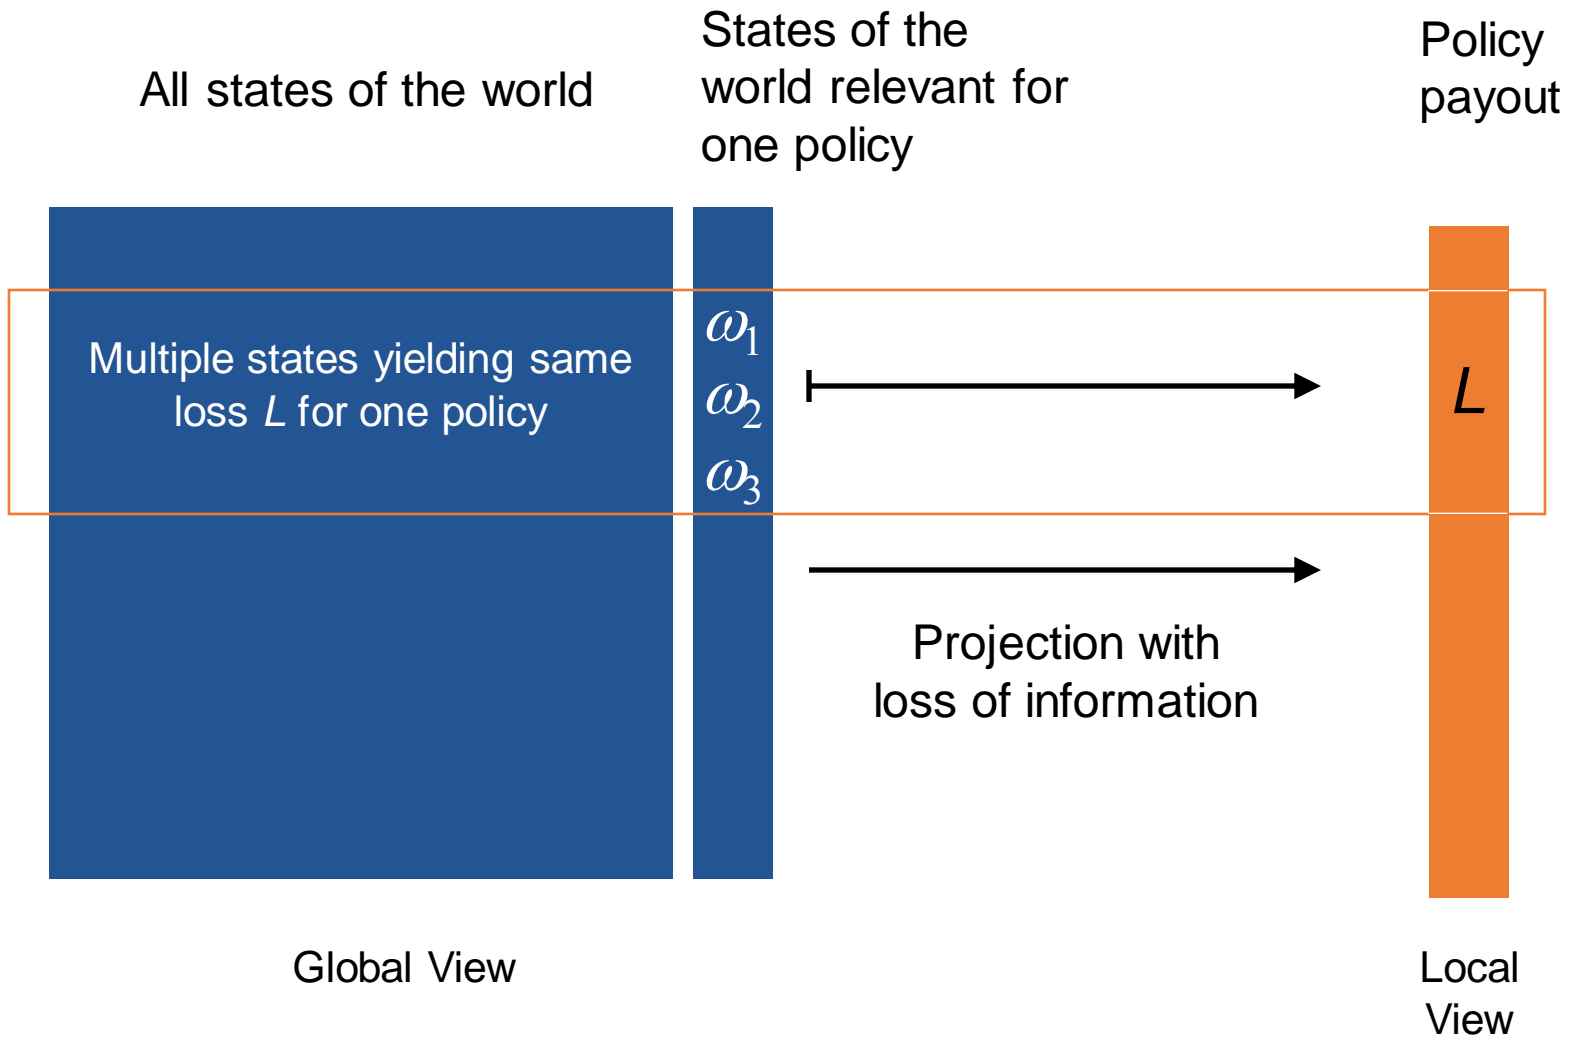 All states of the world
States of the
world relevant for
one policy
Policy
payout
Multiple states yielding same
loss L for one policy
ω₁
ω₂
ω₃
L
Projection with
loss of information
Global View
Local
View